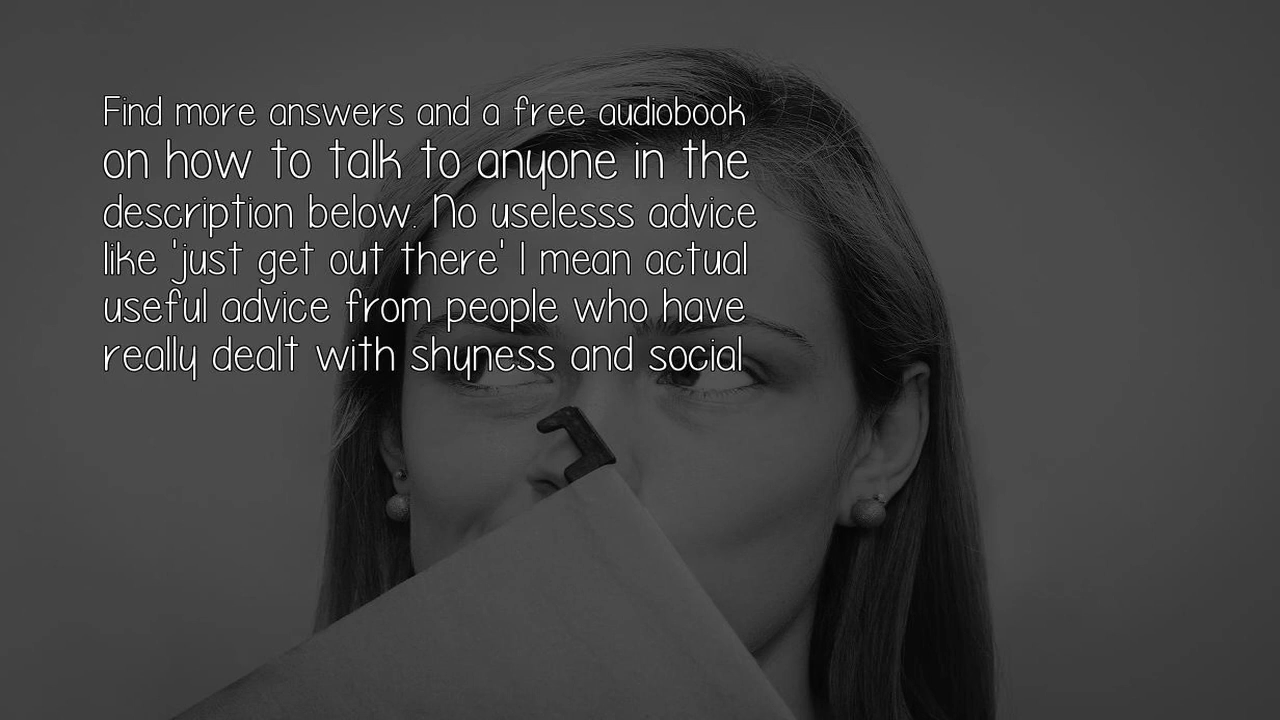 Find more answers and a free audiobook
on how to talk to anyone in the
description below. No uselesss advice
like 'just get out there' I mean actual
useful advice from people who have
really dealt with shyness and social